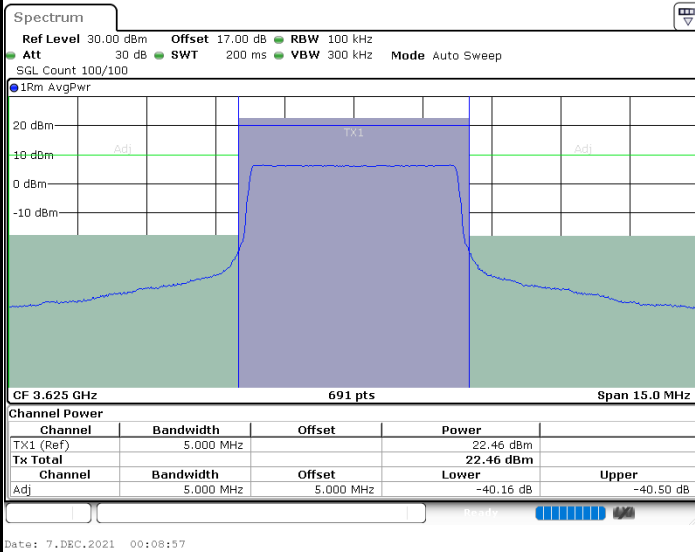 Spectrum
Ref Level 30.00 dBm Offset 17.00 dB RBW 100 kHz
Att 30 dB SWT 200 ms VBW 300 kHz Mode Auto Sweep
SGL Count 100/100
1Rm AvgPwr
20 dBm
TX1
Adj
Adj
10 dBm
0 dBm
-10 dBm
CF 3.625 GHz 691 pts Span 15.0 MHz
Channel Power
Channel Bandwidth Offset Power
TX1 (Ref) 5.000 MHz 22.46 dBm
Tx Total 22.46 dBm
Channel Bandwidth Offset Lower Upper
Adj 5.000 MHz 5.000 MHz -40.16 dB -40.50 dB
Ready
Date: 7.DEC.2021 00:08:57